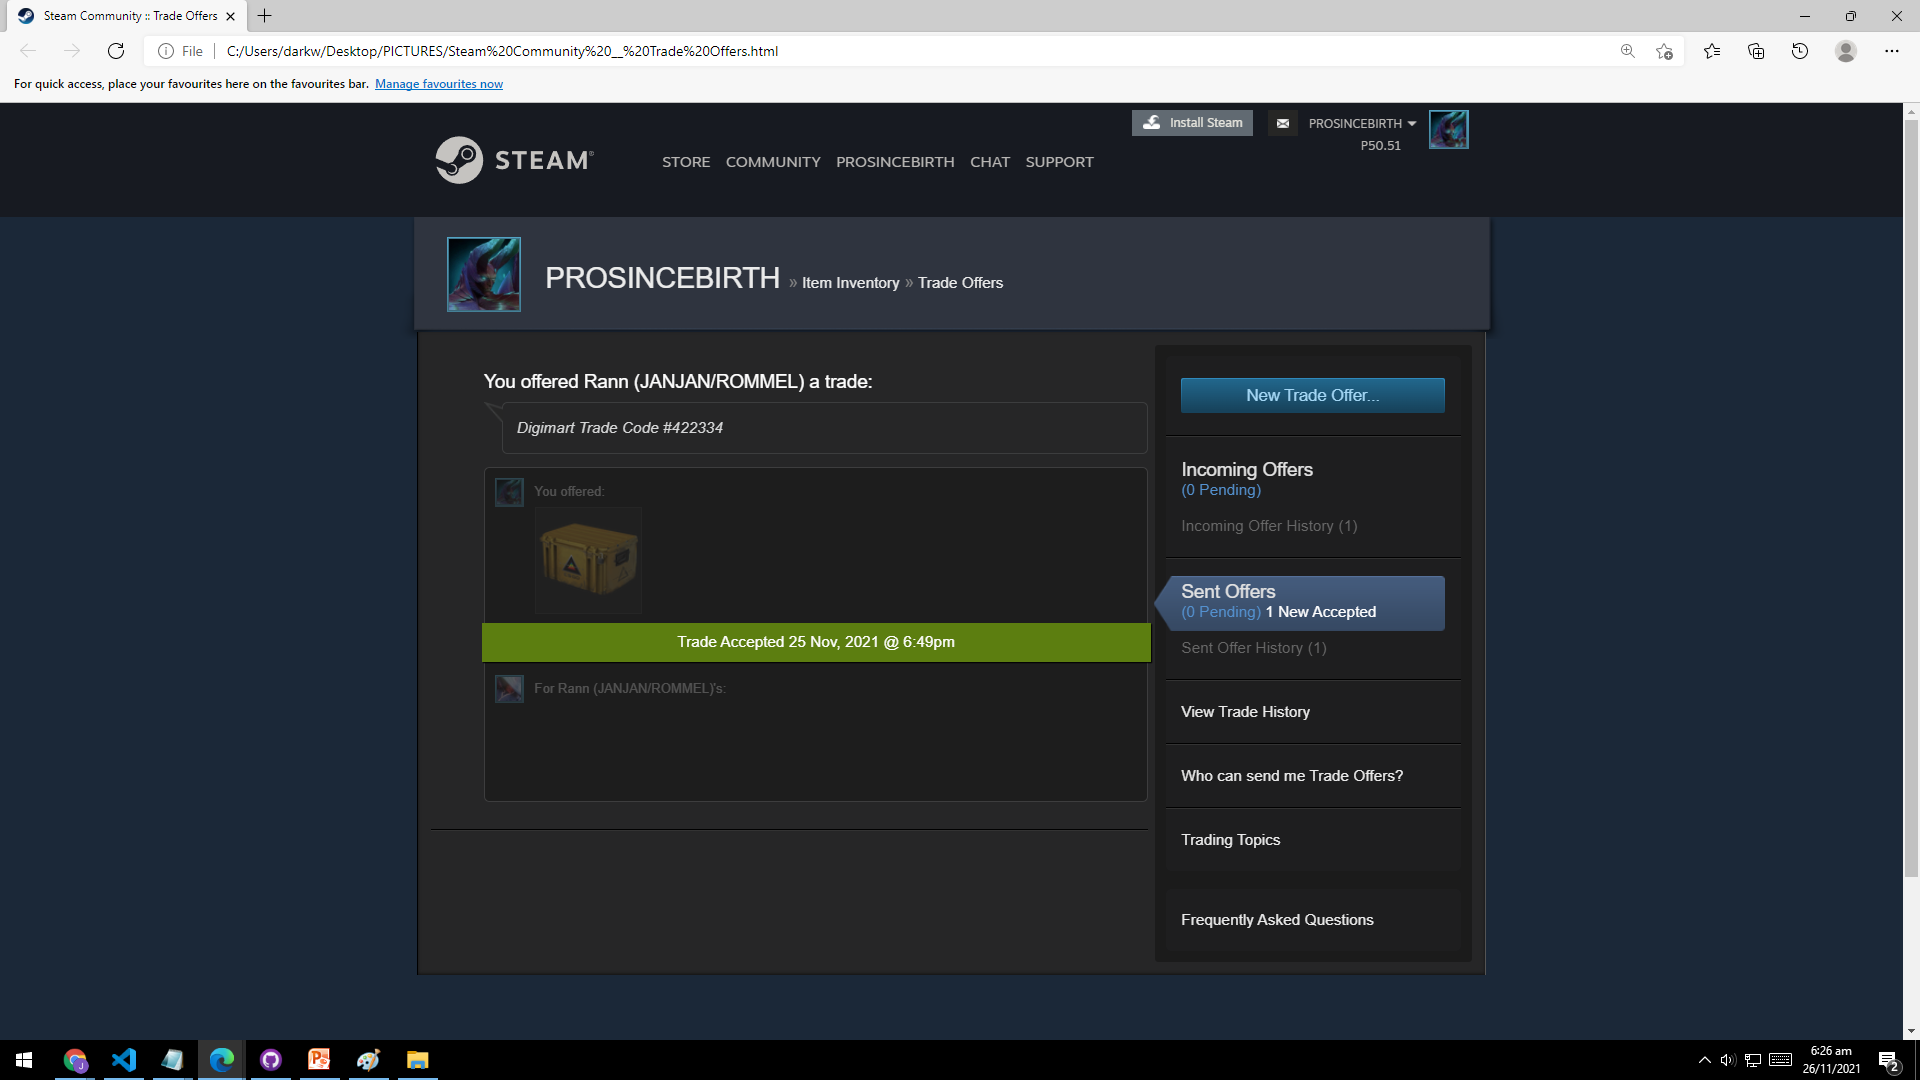 Steam Community :: Trade Offers
File
C:/Users/darkw/Desktop/PICTURES/Steam%20Community%20__%20Trade%20Offers.html
For quick access, place your favourites here on the favourites bar. Manage favourites now
Install Steam
PROSINCEBIRTH
P50.51
STEAM
STORE COMMUNITY PROSINCEBIRTH CHAT SUPPORT
PROSINCEBIRTH » Item Inventory » Trade Offers
You offered Rann (JANJAN/ROMMEL) a trade:
Digimart Trade Code #422334
You offered:
Trade Accepted 25 Nov, 2021 @ 6:49pm
For Rann (JANJAN/ROMMEL)'s:
New Trade Offer...
Incoming Offers
(0 Pending)
Incoming Offer History (1)
Sent Offers
(0 Pending) 1 New Accepted
Sent Offer History (1)
View Trade History
Who can send me Trade Offers?
Trading Topics
Frequently Asked Questions
6:26 am
26/11/2021
2